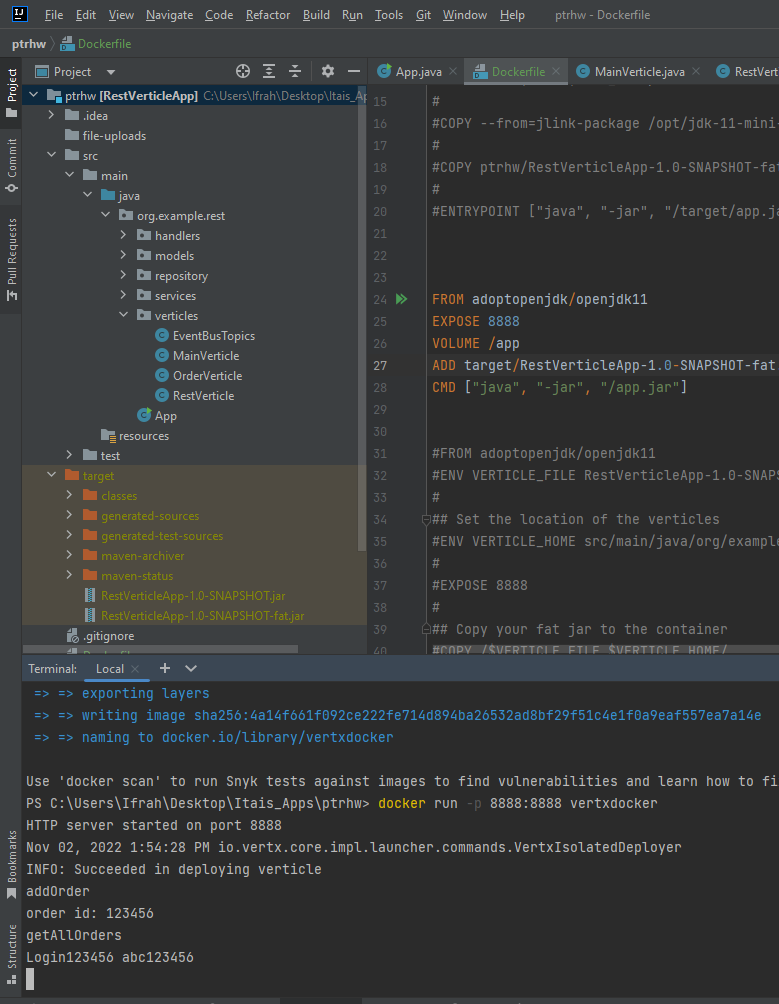 IJ File Edit View Navigate Code Refactor Build Run Tools Git Window Help ptrhw - Dockerfile
ptrhw Dockerfile
Project
Commit
Pull Requests
Bookmarks
Structure
Project
App.java Dockerfile MainVerticle.java RestVert
ptrhw [RestVerticleApp] C:\Users\Ifrah\Desktop\Itais_Ap
.idea
file-uploads
src
main
java
org.example.rest
handlers
models
repository
services
verticles
EventBusTopics
MainVerticle
OrderVerticle
RestVerticle
App
resources
test
target
classes
generated-sources
generated-test-sources
maven-archiver
maven-status
RestVerticleApp-1.0-SNAPSHOT.jar
RestVerticleApp-1.0-SNAPSHOT-fat.jar
.gitignore
15 #
16 #COPY --from=jlink-package /opt/jdk-11-mini-
17 #
18 #COPY ptrhw/RestVerticleApp-1.0-SNAPSHOT-fat
19 #
20 #ENTRYPOINT ["java", "-jar", "/target/app.ja
21
22
23
24 FROM adoptopenjdk/openjdk11
25 EXPOSE 8888
26 VOLUME /app
27 ADD target/RestVerticleApp-1.0-SNAPSHOT-fat
28 CMD ["java", "-jar", "/app.jar"]
29
30
31 #FROM adoptopenjdk/openjdk11
32 #ENV VERTICLE_FILE RestVerticleApp-1.0-SNAPS
33 #
34 ## Set the location of the verticles
35 #ENV VERTICLE_HOME src/main/java/org/example
36 #
37 #EXPOSE 8888
38 #
39 ## Copy your fat jar to the container
40 #COPY /$VERTICLE_FILE $VERTICLE_HOME/
Terminal: Local
=> => exporting layers
=> => writing image sha256:4a14f661f092ce222fe714d894ba26532ad8bf29f51c4e1f0a9eaf557ea7a14e
=> => naming to docker.io/library/vertxdocker
Use 'docker scan' to run Snyk tests against images to find vulnerabilities and learn how to fi
PS C:\Users\Ifrah\Desktop\Itais_Apps\ptrhw> docker run -p 8888:8888 vertxdocker
HTTP server started on port 8888
Nov 02, 2022 1:54:28 PM io.vertx.core.impl.launcher.commands.VertxIsolatedDeployer
INFO: Succeeded in deploying verticle
addOrder
order id: 123456
getAllOrders
Login123456 abc123456